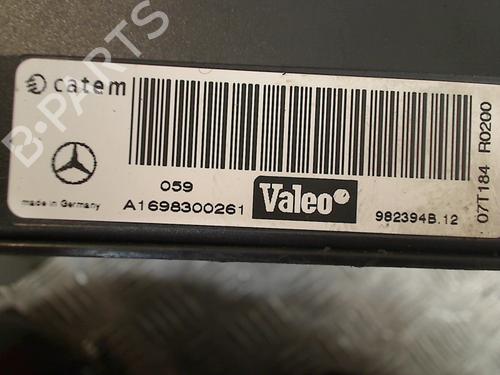 catem
059
made in Germany
A1698300261
Valeo
982394B.12
07T184 R0200
B-PARTS